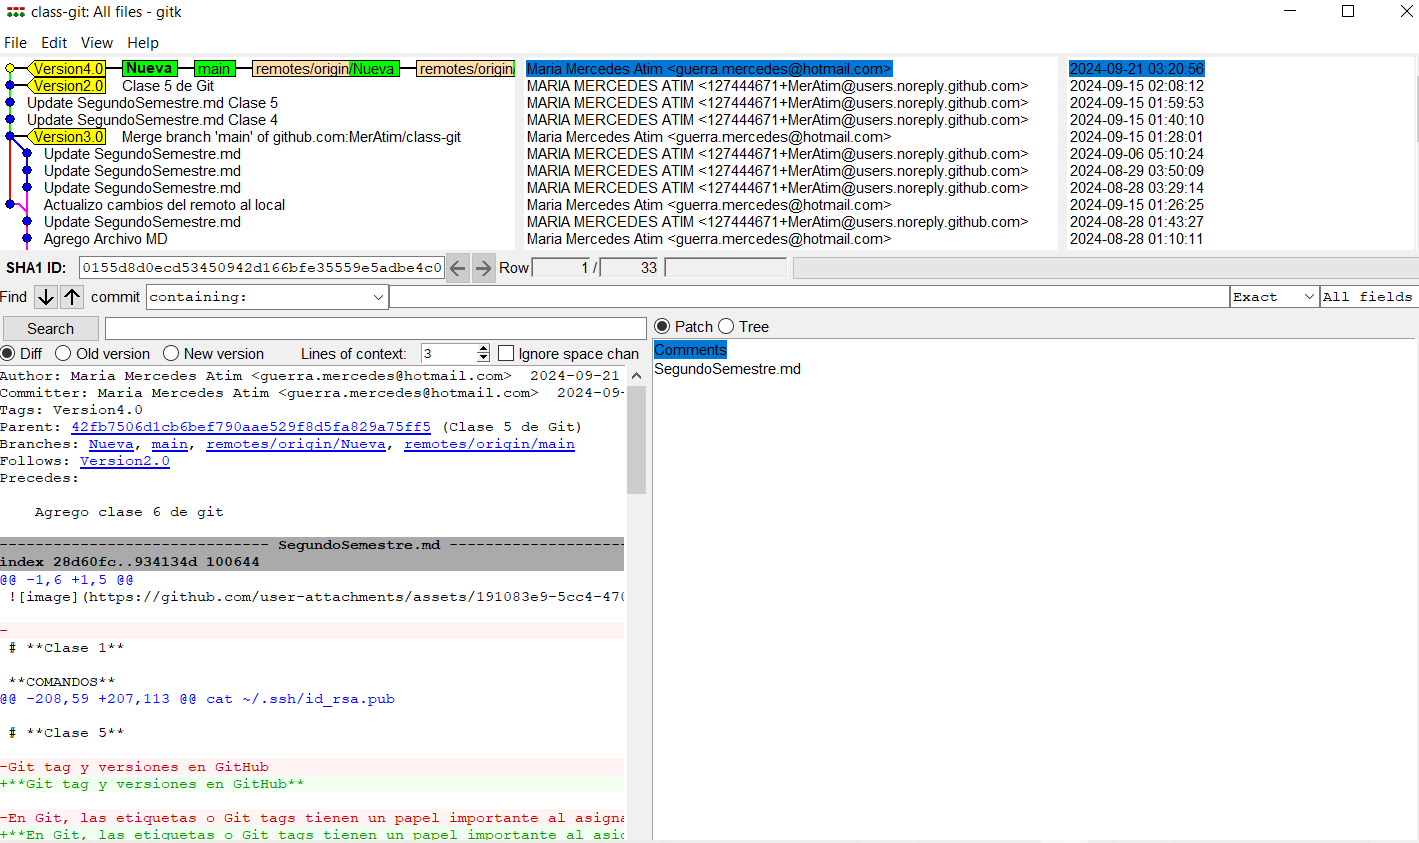 class-git: All files - gitk
File Edit View Help
Version4.0 Nueva main remotes/origin/Nueva remotes/origin/ Maria Mercedes Atim <guerra.mercedes@hotmail.com> 2024-09-21 03:20:56
Version2.0 Clase 5 de Git MARIA MERCEDES ATIM <127444671+MerAtim@users.noreply.github.com> 2024-09-15 02:08:12
Update SegundoSemestre.md Clase 5 MARIA MERCEDES ATIM <127444671+MerAtim@users.noreply.github.com> 2024-09-15 01:59:53
Update SegundoSemestre.md Clase 4 MARIA MERCEDES ATIM <127444671+MerAtim@users.noreply.github.com> 2024-09-15 01:40:10
Version3.0 Merge branch 'main' of github.com:MerAtim/class-git Maria Mercedes Atim <guerra.mercedes@hotmail.com> 2024-09-15 01:28:01
Update SegundoSemestre.md MARIA MERCEDES ATIM <127444671+MerAtim@users.noreply.github.com> 2024-09-06 05:10:24
Update SegundoSemestre.md MARIA MERCEDES ATIM <127444671+MerAtim@users.noreply.github.com> 2024-08-29 03:50:09
Update SegundoSemestre.md MARIA MERCEDES ATIM <127444671+MerAtim@users.noreply.github.com> 2024-08-28 03:29:14
Actualizo cambios del remoto al local Maria Mercedes Atim <guerra.mercedes@hotmail.com> 2024-09-15 01:26:25
Update SegundoSemestre.md MARIA MERCEDES ATIM <127444671+MerAtim@users.noreply.github.com> 2024-08-28 01:43:27
Agrego Archivo MD Maria Mercedes Atim <guerra.mercedes@hotmail.com> 2024-08-28 01:10:11
SHA1 ID: 0155d8d0ecd53450942d166bfe35559e5adbe4c0 Row 1 / 33
Find commit containing: Exact All fields
Search
Diff Old version New version Lines of context: 3 Ignore space chan
Patch Tree
Comments
SegundoSemestre.md
Author: Maria Mercedes Atim <guerra.mercedes@hotmail.com> 2024-09-21
Committer: Maria Mercedes Atim <guerra.mercedes@hotmail.com> 2024-09-
Tags: Version4.0
Parent: 42fb7506d1cb6bef790aae529f8d5fa829a75ff5 (Clase 5 de Git)
Branches: Nueva, main, remotes/origin/Nueva, remotes/origin/main
Follows: Version2.0
Precedes:
Agrego clase 6 de git
------------------------------ SegundoSemestre.md --------------------
index 28d60fc..934134d 100644
@@ -1,6 +1,5 @@
![image](https://github.com/user-attachments/assets/191083e9-5cc4-470
-
# **Clase 1**
**COMANDOS**
@@ -208,59 +207,113 @@ cat ~/.ssh/id_rsa.pub
# **Clase 5**
-Git tag y versiones en GitHub
+**Git tag y versiones en GitHub**
-En Git, las etiquetas o Git tags tienen un papel importante al asigna
+**En Git, las etiquetas o Git tags tienen un papel importante al asig